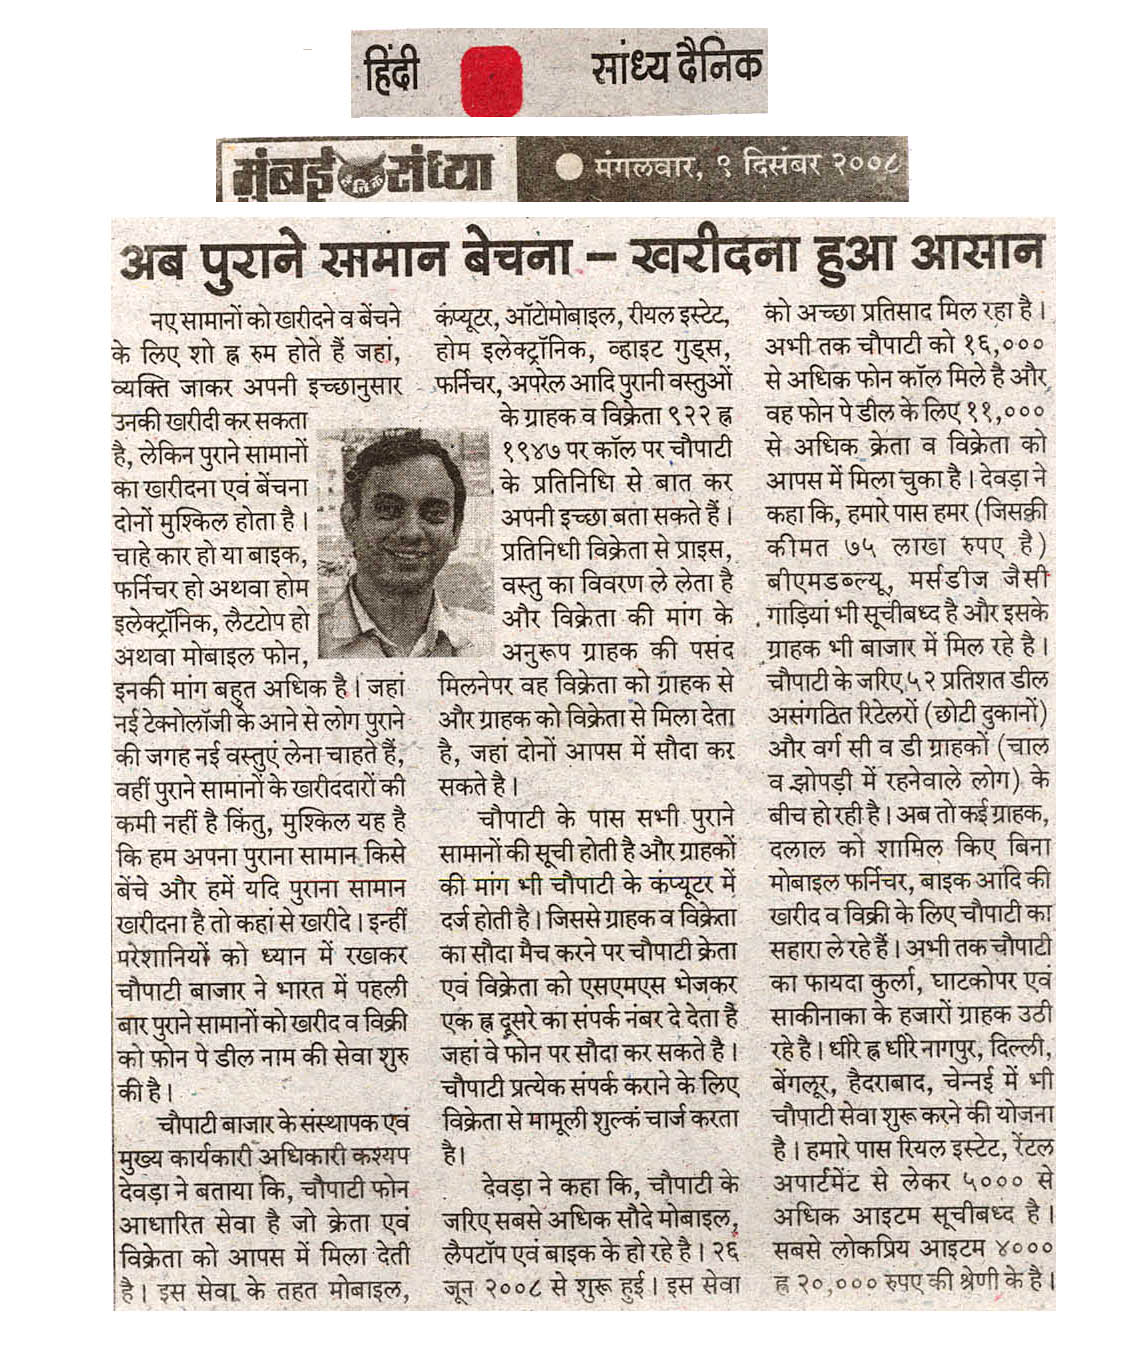 हिंदी
सांध्य दैनिक
मुंबई संध्या
मंगलवार, ९ दिसंबर २००८
अब पुराने सामान बेचना – खरीदना हुआ आसान
नए सामानों को खरीदने व बेंचने
के लिए शो ह्न रुम होते हैं जहां,
व्यक्ति जाकर अपनी इच्छानुसार
उनकी खरीदी कर सकता
है, लेकिन पुराने सामानों
का खरीदना एवं बेंचना
दोनों मुश्किल होता है।
चाहे कार हो या बाइक,
फर्निचर हो अथवा होम
इलेक्ट्रॉनिक, लैटटोप हो
अथवा मोबाइल फोन,
इनकी मांग बहुत अधिक है। जहां
नई टेक्नोलॉजी के आने से लोग पुराने
की जगह नई वस्तुएं लेना चाहते हैं,
वहीं पुराने सामानों के खरीददारों की
कमी नहीं है किंतु, मुश्किल यह है
कि हम अपना पुराना सामान किसे
बेंचे और हमें यदि पुराना सामान
खरीदना है तो कहां से खरीदे। इन्हीं
परेशानियों को ध्यान में रखाकर
चौपाटी बाजार ने भारत में पहली
बार पुराने सामानों को खरीद व विक्री
को फ़ोन पे डील नाम की सेवा शुरु
की है।
चौपाटी बाजार के संस्थापक एवं
मुख्य कार्यकारी अधिकारी कश्यप
देवड़ा ने बताया कि, चौपाटी फोन
आधारित सेवा है जो क्रेता एवं
विक्रेता को आपस में मिला देती
है। इस सेवा के तहत मोबाइल,
कंप्यूटर, ऑटोमोबाइल, रीयल इस्टेट,
होम इलेक्ट्रॉनिक, व्हाइट गुड्स,
फर्निचर, अपरेल आदि पुरानी वस्तुओं
के ग्राहक व विक्रेता ९२२ ह्न
१९४७ पर कॉल पर चौपाटी
के प्रतिनिधि से बात कर
अपनी इच्छा बता सकते हैं।
प्रतिनिधी विक्रेता से प्राइस,
वस्तु का विवरण ले लेता है
और विक्रेता की मांग के
अनुरूप ग्राहक की पसंद
मिलनेपर वह विक्रेता को ग्राहक से
और ग्राहक को विक्रेता से मिला देता
है, जहां दोनों आपस में सौदा कर
सकते है।
चौपाटी के पास सभी पुराने
सामानों की सूची होती है और ग्राहकों
की मांग भी चौपाटी के कंप्यूटर में
दर्ज होती है। जिससे ग्राहक व विक्रेता
का सौदा मैच करने पर चौपाटी क्रेता
एवं विक्रेता को एसएमएस भेजकर
एक ह्न दूसरे का संपर्क नंबर दे देता है
जहां वे फोन पर सौदा कर सकते है।
चौपाटी प्रत्येक संपर्क कराने के लिए
विक्रेता से मामूली शुल्कं चार्ज करता
है।
देवड़ा ने कहा कि, चौपाटी के
जरिए सबसे अधिक सौदे मोबाइल,
लैपटॉप एवं बाइक के हो रहे है। २६
जून २००८ से शुरू हुई। इस सेवा
को अच्छा प्रतिसाद मिल रहा है।
अभी तक चौपाटी को १६,०००
से अधिक फोन कॉल मिले है और
वह फोन पे डील के लिए ११,०००
से अधिक क्रेता व विक्रेता को
आपस में मिला चुका है। देवड़ा ने
कहा कि, हमारे पास हमर (जिसकी
कीमत ७५ लाख रुपए है)
बीएमडब्ल्यू, मर्सडीज जैसी
गाड़ियां भी सूचीबध्द है और इसके
ग्राहक भी बाजार में मिल रहे है।
चौपाटी के जरिए ५२ प्रतिशत डील
असंगठित रिटेलरों (छोटी दुकानों)
और वर्ग सी व डी ग्राहकों (चाल
व झोपड़ी में रहनेवाले लोग) के
बीच हो रही है। अब तो कई ग्राहक,
दलाल को शामिल किए बिना
मोबाइल फर्निचर, बाइक आदि की
खरीद व विक्री के लिए चौपाटी का
सहारा ले रहे हैं। अभी तक चौपाटी
का फायदा कुर्ला, घाटकोपर एवं
साकीनाका के हजारों ग्राहक उठी
रहे है। धीरे ह्न धीरे नागपुर, दिल्ली,
बेंगलूर, हैदराबाद, चेन्नई में भी
चौपाटी सेवा शुरू करने की योजना
है। हमारे पास रियल इस्टेट, रेंटल
अपार्टमेंट से लेकर ५००० से
अधिक आइटम सूचीबध्द है।
सबसे लोकप्रिय आइटम ४०००
ह्न २०,००० रुपए की श्रेणी के है।